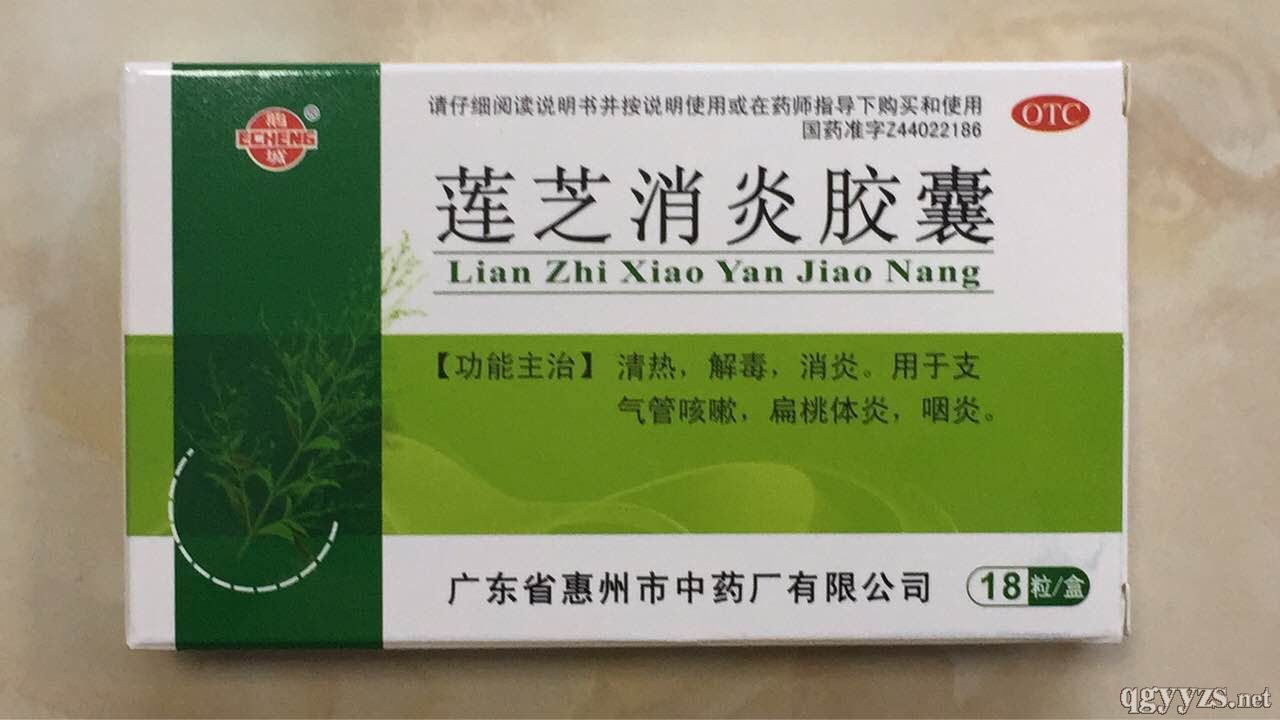 请仔细阅读说明书并按说明使用或在药师指导下购买和使用
国药准字Z44022186
OTC
鹅
ECHENG
城
®
莲芝消炎胶囊
Lian Zhi Xiao Yan Jiao Nang
【功能主治】 清热，解毒，消炎。用于支
气管咳嗽，扁桃体炎，咽炎。
广东省惠州市中药厂有限公司
18粒/盒
qgyyzs.net